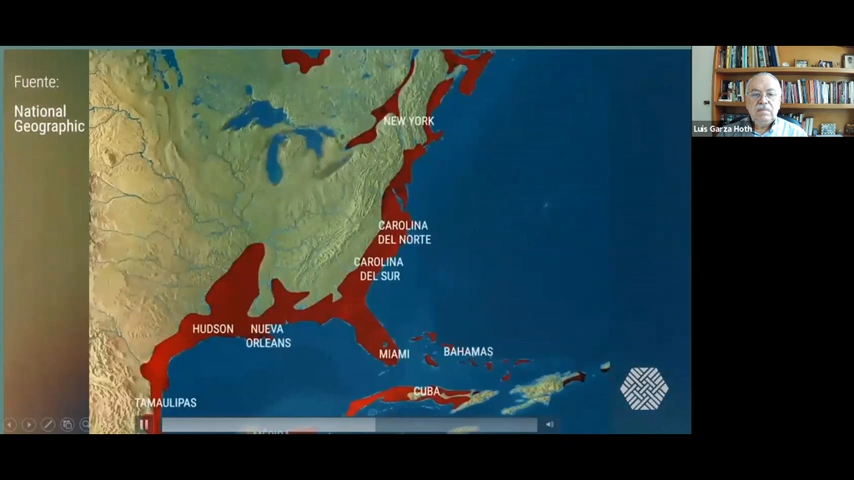 Fuente:
National
Geographic
NEW YORK
CAROLINA
DEL NORTE
CAROLINA
DEL SUR
HUDSON
NUEVA
ORLEANS
MIAMI
BAHAMAS
CUBA
TAMAULIPAS
Luis Garza Hoth